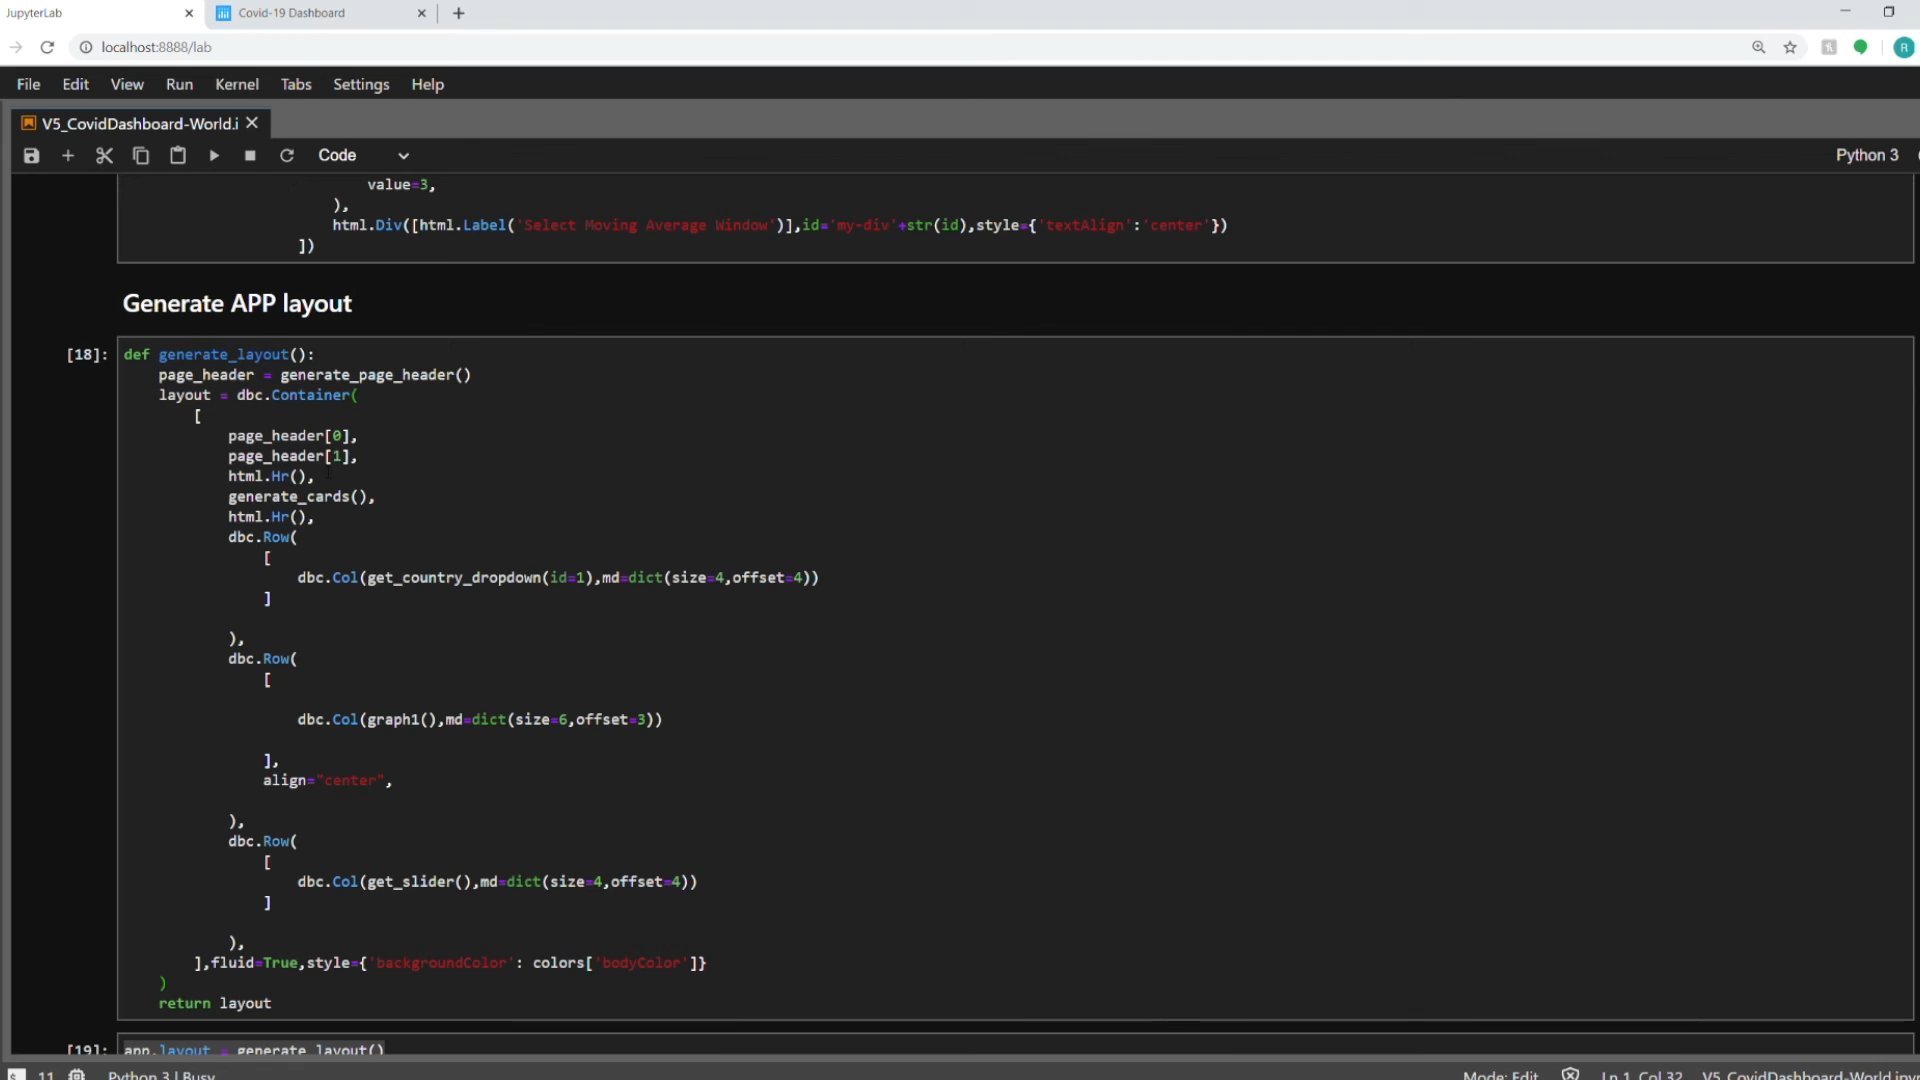 JupyterLab
Covid-19 Dashboard
localhost:8888/lab
R
File Edit View Run Kernel Tabs Settings Help
V5_CovidDashboard-World.i
Code
Python 3
value=3,
),
html.Div([html.Label('Select Moving Average Window')],id='my-div'+str(id),style={'textAlign':'center'})
])
Generate APP layout
[18]:
def generate_layout():
page_header = generate_page_header()
layout = dbc.Container(
[
page_header[0],
page_header[1],
html.Hr(),
generate_cards(),
html.Hr(),
dbc.Row(
[
dbc.Col(get_country_dropdown(id=1),md=dict(size=4,offset=4))
]
),
dbc.Row(
[
dbc.Col(graph1(),md=dict(size=6,offset=3))
],
align="center",
),
dbc.Row(
[
dbc.Col(get_slider(),md=dict(size=4,offset=4))
]
),
],fluid=True,style={'backgroundColor': colors['bodyColor']}
)
return layout
[19]:
app.layout = generate_layout()
11 Python 3 | Busy
Mode: Edit Ln 1, Col 32 V5_CovidDashboard-World.ipyn